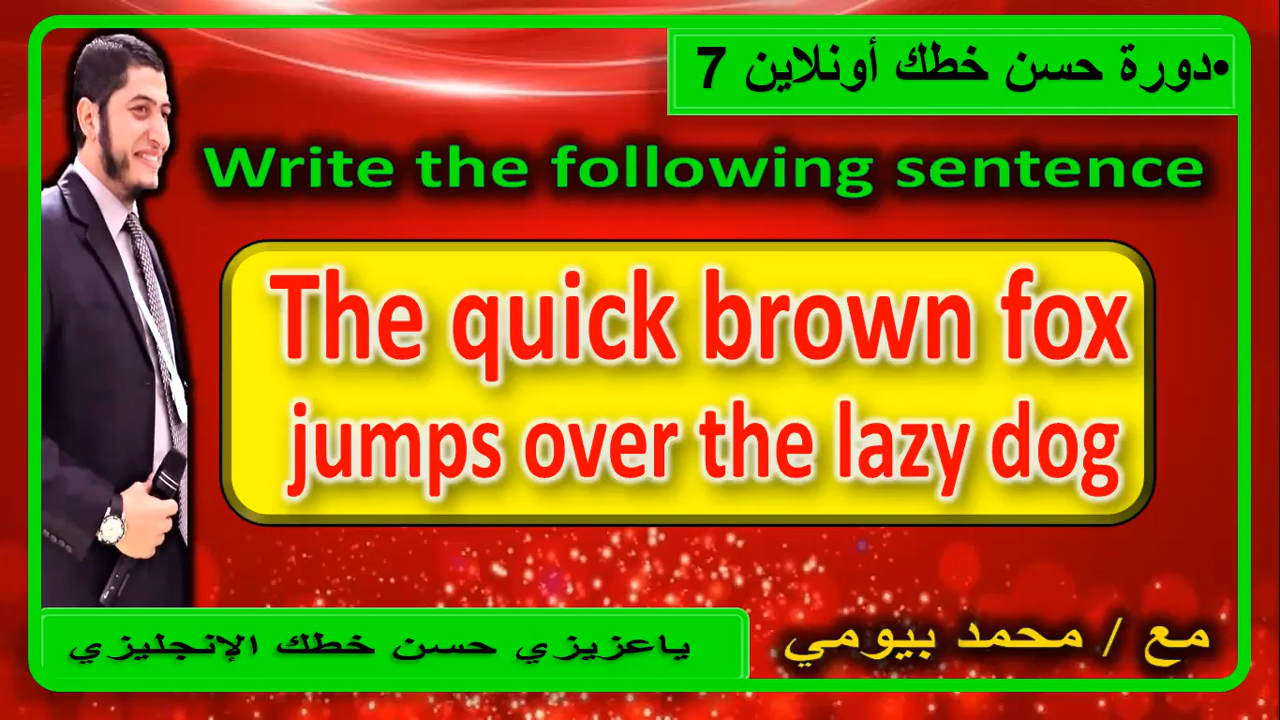 •دورة حسن خطك أونلاين 7
Write the following sentence
The quick brown fox
jumps over the lazy dog
ياعزيزي حسن خطك الإنجليزي
مع / محمد بيومي